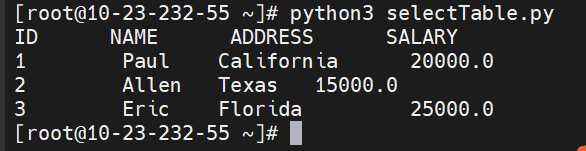 [root@10-23-232-55 ~]# python3 selectTable.py
ID NAME ADDRESS SALARY
1 Paul California 20000.0
2 Allen Texas 15000.0
3 Eric Florida 25000.0
[root@10-23-232-55 ~]#